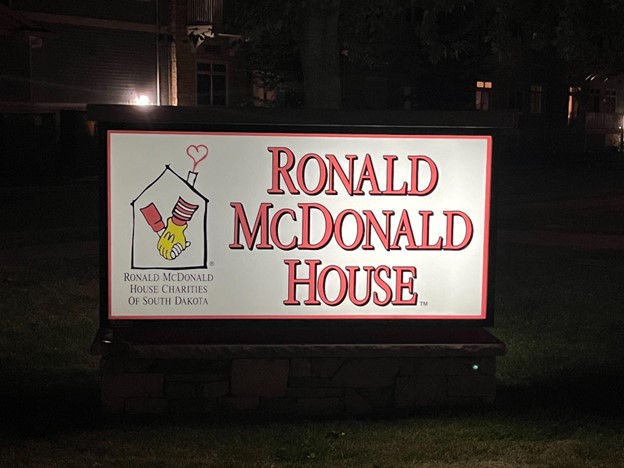 RONALD MCDONALD
HOUSE CHARITIES
OF SOUTH DAKOTA
®
RONALD
MCDONALD
HOUSE
™